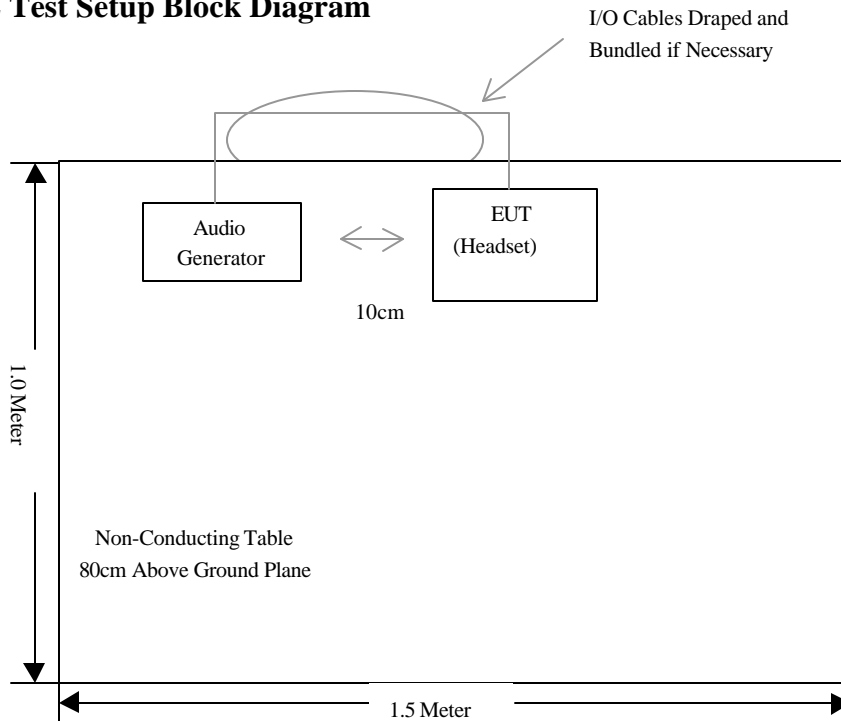 Test Setup Block Diagram
I/O Cables Draped and
Bundled if Necessary
Audio
Generator
EUT
(Headset)
10cm
1.0 Meter
Non-Conducting Table
80cm Above Ground Plane
1.5 Meter